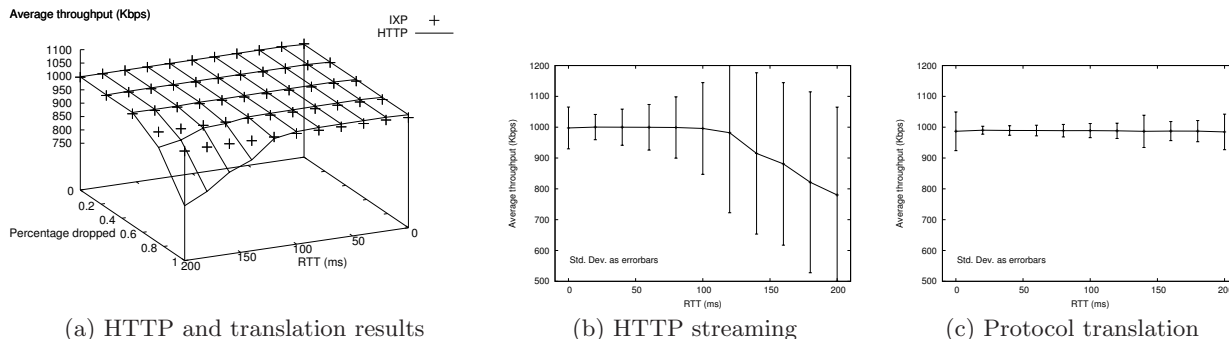 Average throughput (Kbps)
IXP
HTTP
1100
1050
1000
950
900
850
800
750
0
0.2
0.4
0.6
0.8
1
Percentage dropped
200
150
100
50
0
RTT (ms)
(a) HTTP and translation results
Average throughput (Kbps)
1200
1100
1000
900
800
700
600
500
Std. Dev. as errorbars
0 50 100 150 200
RTT (ms)
(b) HTTP streaming
Average throughput (Kbps)
1200
1100
1000
900
800
700
600
500
Std. Dev. as errorbars
0 50 100 150 200
RTT (ms)
(c) Protocol translation